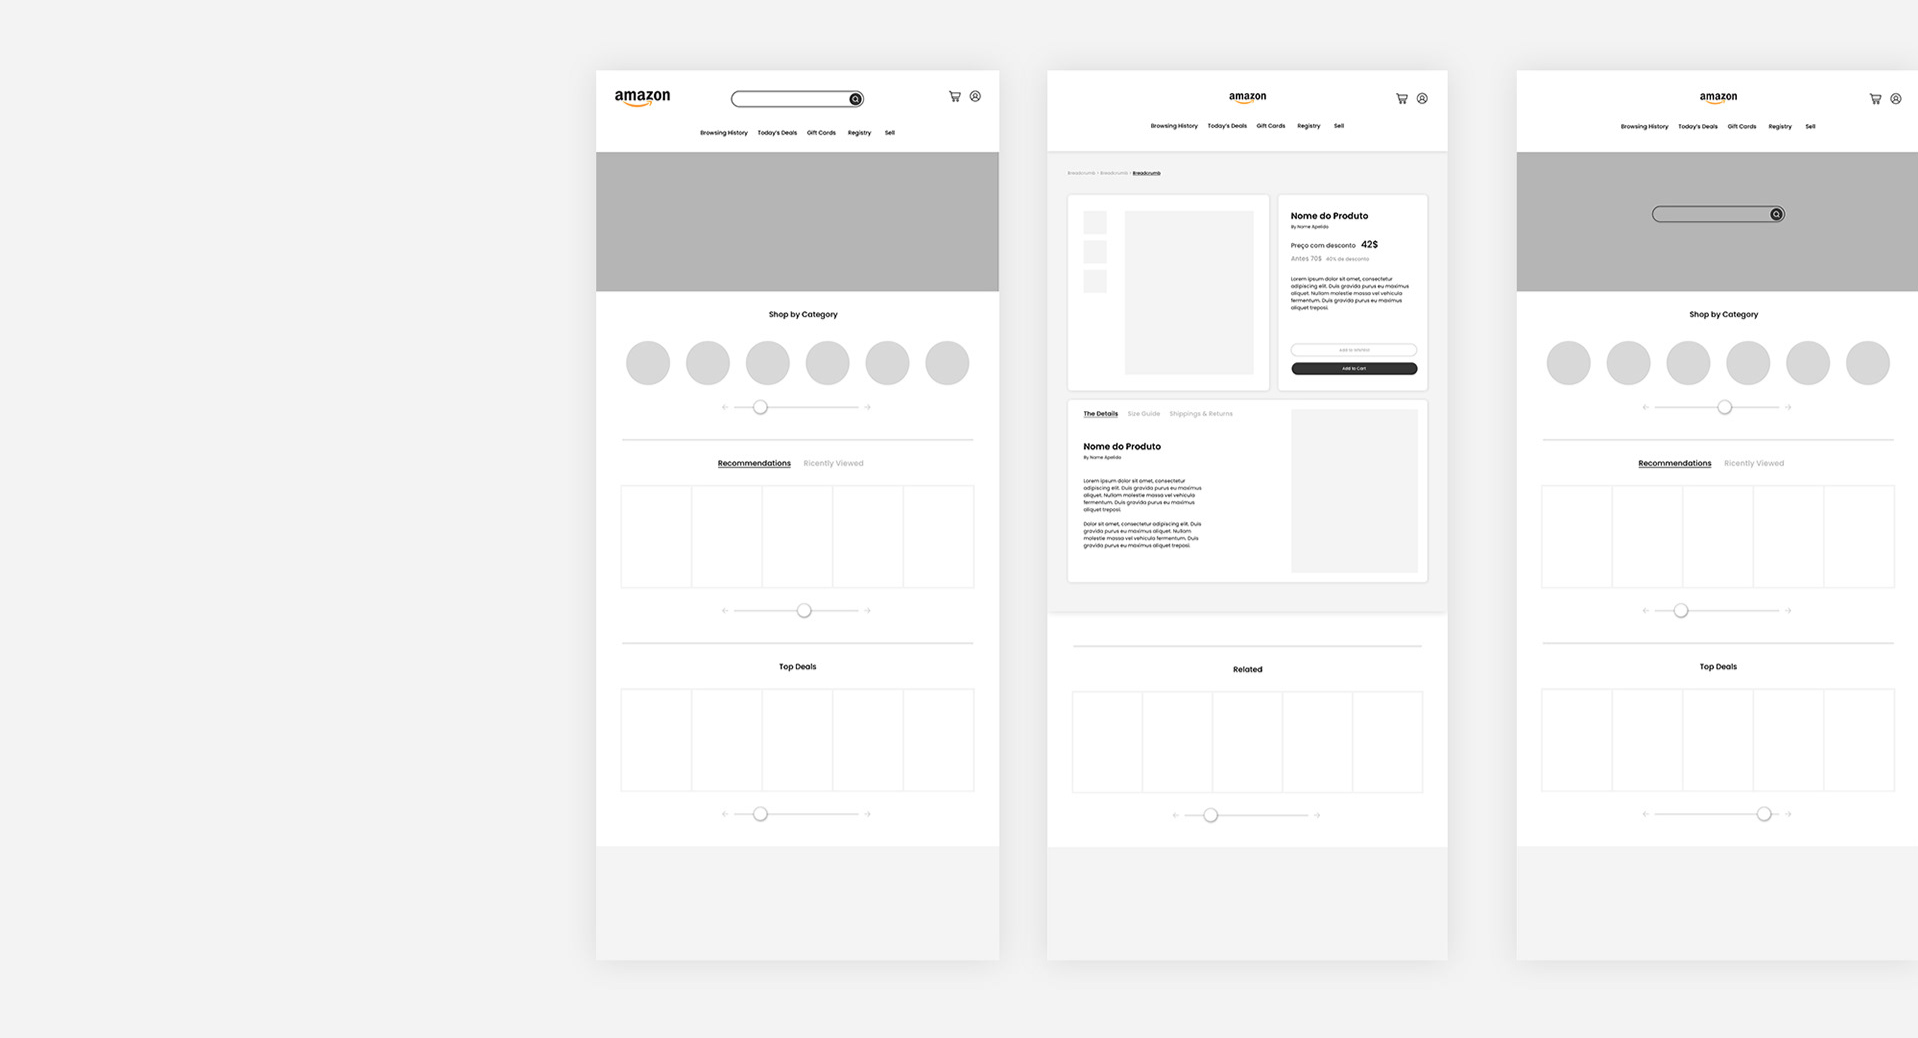 amazon
Browsing History Today's Deals Gift Cards Registry Sell
Shop by Category
Recommendations Ricently Viewed
Top Deals
amazon
Browsing History Today's Deals Gift Cards Registry Sell
Breadcrumb > Breadcrumb > Breadcrumb
Nome do Produto
By Name Apelido
Preço com desconto 42$
Antes 70$ 40% de desconto
Lorem ipsum dolor sit amet, consectetur
adipiscing elit. Duis gravida purus eu maximus
aliquet. Nullam molestie massa vel vehicula
fermentum. Duis gravida purus eu maximus
aliquet treposi.
Add to Wishlist
Add to Cart
The Details Size Guide Shippings & Returns
Nome do Produto
By Name Apelido
Lorem ipsum dolor sit amet, consectetur
adipiscing elit. Duis gravida purus eu maximus
aliquet. Nullam molestie massa vel vehicula
fermentum. Duis gravida purus eu maximus
aliquet treposi.
Dolor sit amet, consectetur adipiscing elit. Duis
gravida purus eu maximus aliquet. Nullam
molestie massa vel vehicula fermentum. Duis
gravida purus eu maximus aliquet treposi.
Related
amazon
Browsing History Today's Deals Gift Cards Registry Sell
Shop by Category
Recommendations Ricently Viewed
Top Deals